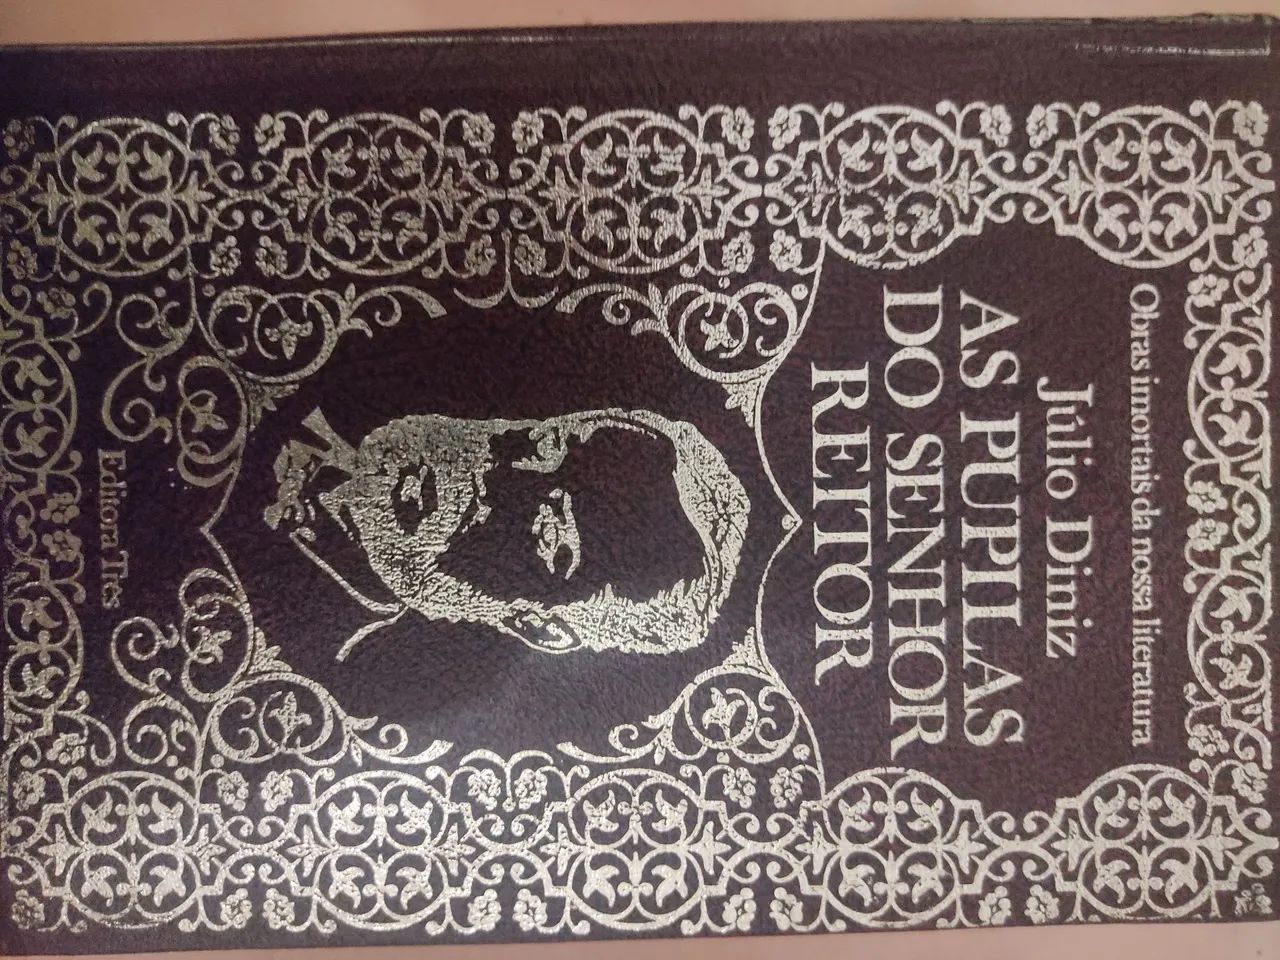 Obras imortais da nossa literatura
Júlio Diniz
AS PUPILAS
DO SENHOR
REITOR
Editora Três